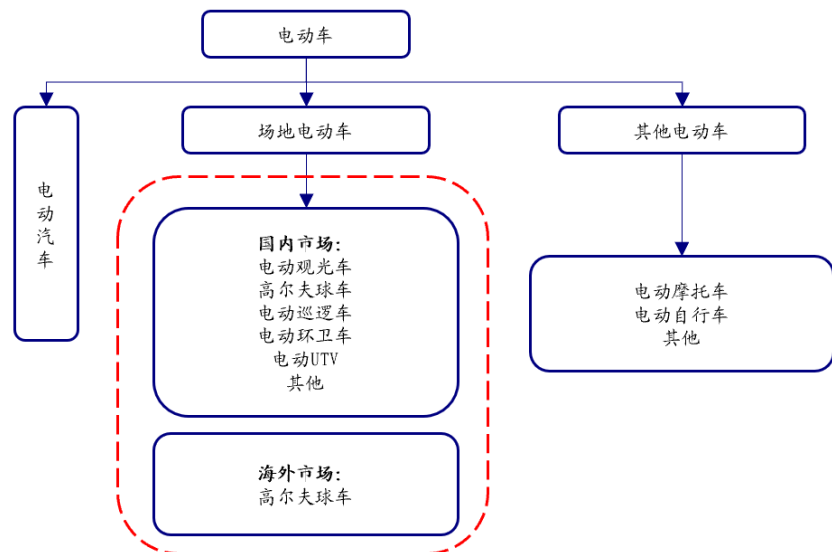 电动车
电动汽车
场地电动车
其他电动车
国内市场:
电动观光车
高尔夫球车
电动巡逻车
电动环卫车
电动UTV
其他
电动摩托车
电动自行车
其他
海外市场:
高尔夫球车